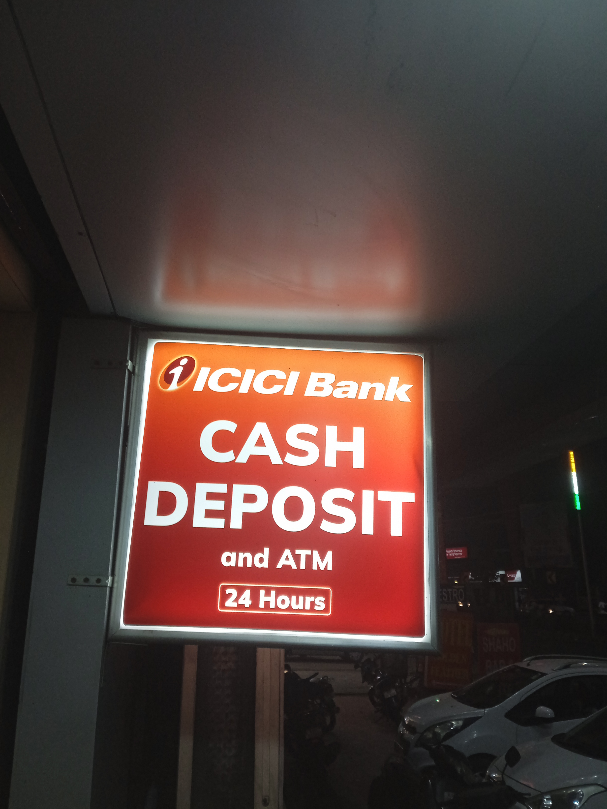 ICICI Bank
CASH
DEPOSIT
and ATM
24 Hours